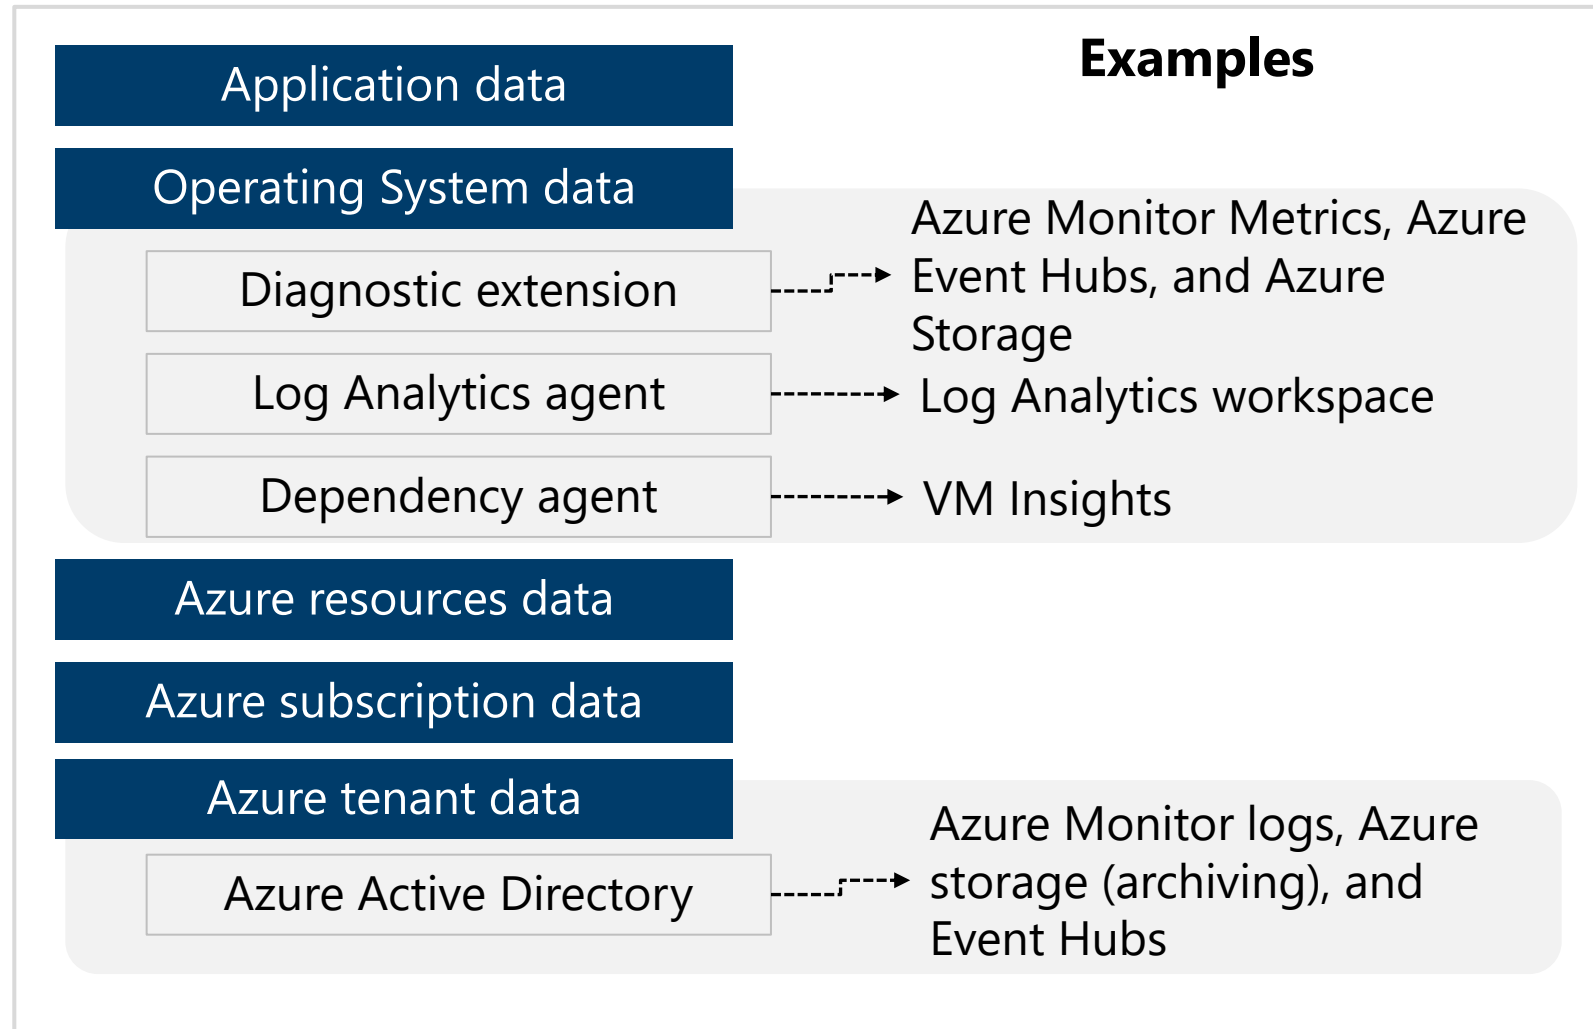 Examples
Application data
Operating System data
Diagnostic extension
Azure Monitor Metrics, Azure
Event Hubs, and Azure
Storage
Log Analytics agent
Log Analytics workspace
Dependency agent
VM Insights
Azure resources data
Azure subscription data
Azure tenant data
Azure Active Directory
Azure Monitor logs, Azure
storage (archiving), and
Event Hubs